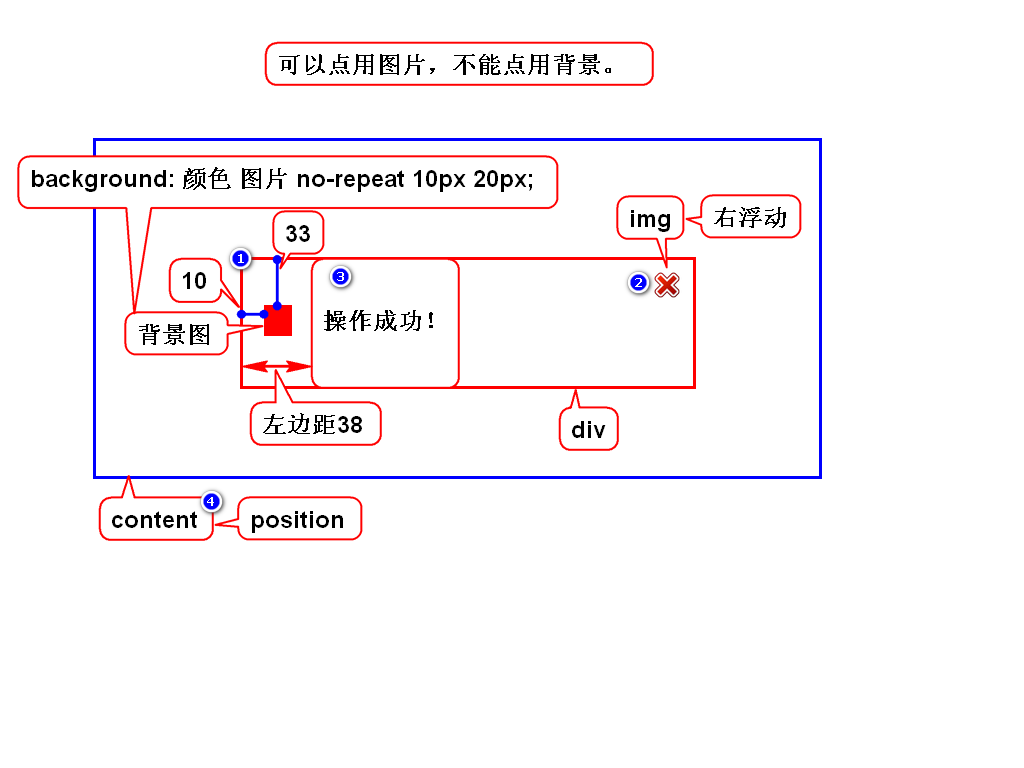 可以点用图片，不能点用背景。
background: 颜色 图片 no-repeat 10px 20px;
img
右浮动
33
1
3
2
10
背景图
操作成功！
左边距38
div
4
content
position